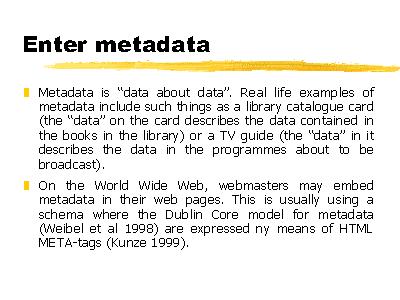 Enter metadata
Metadata is “data about data”. Real life examples of
metadata include such things as a library catalogue card
(the “data” on the card describes the data contained in
the books in the library) or a TV guide (the “data” in it
describes the data in the programmes about to be
broadcast).
On the World Wide Web, webmasters may embed
metadata in their web pages. This is usually using a
schema where the Dublin Core model for metadata
(Weibel et al 1998) are expressed ny means of HTML
META-tags (Kunze 1999).